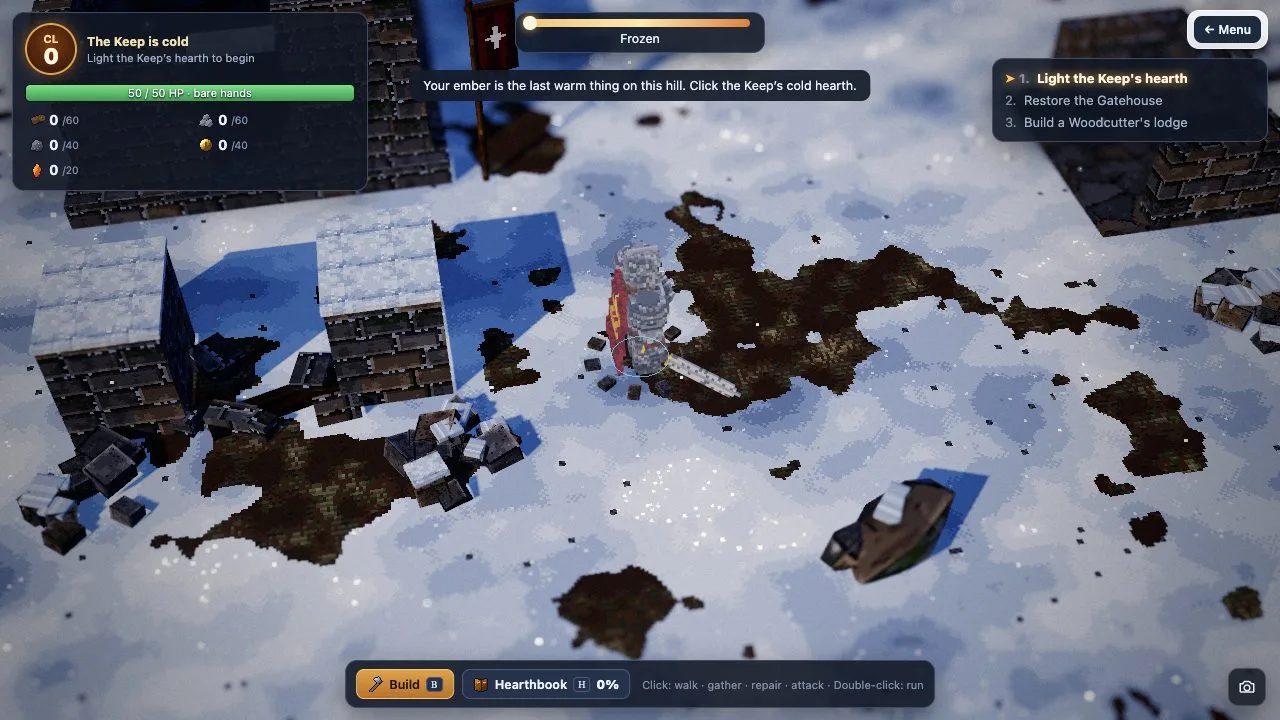 CL
0
The Keep is cold
Light the Keep's hearth to begin
50 / 50 HP · bare hands
0 /60
0 /60
0 /40
0 /40
0 /20
Frozen
Your ember is the last warm thing on this hill. Click the Keep's cold hearth.
← Menu
➤ 1. Light the Keep's hearth
2. Restore the Gatehouse
3. Build a Woodcutter's lodge
Build B
Hearthbook H 0%
Click: walk · gather · repair · attack · Double-click: run